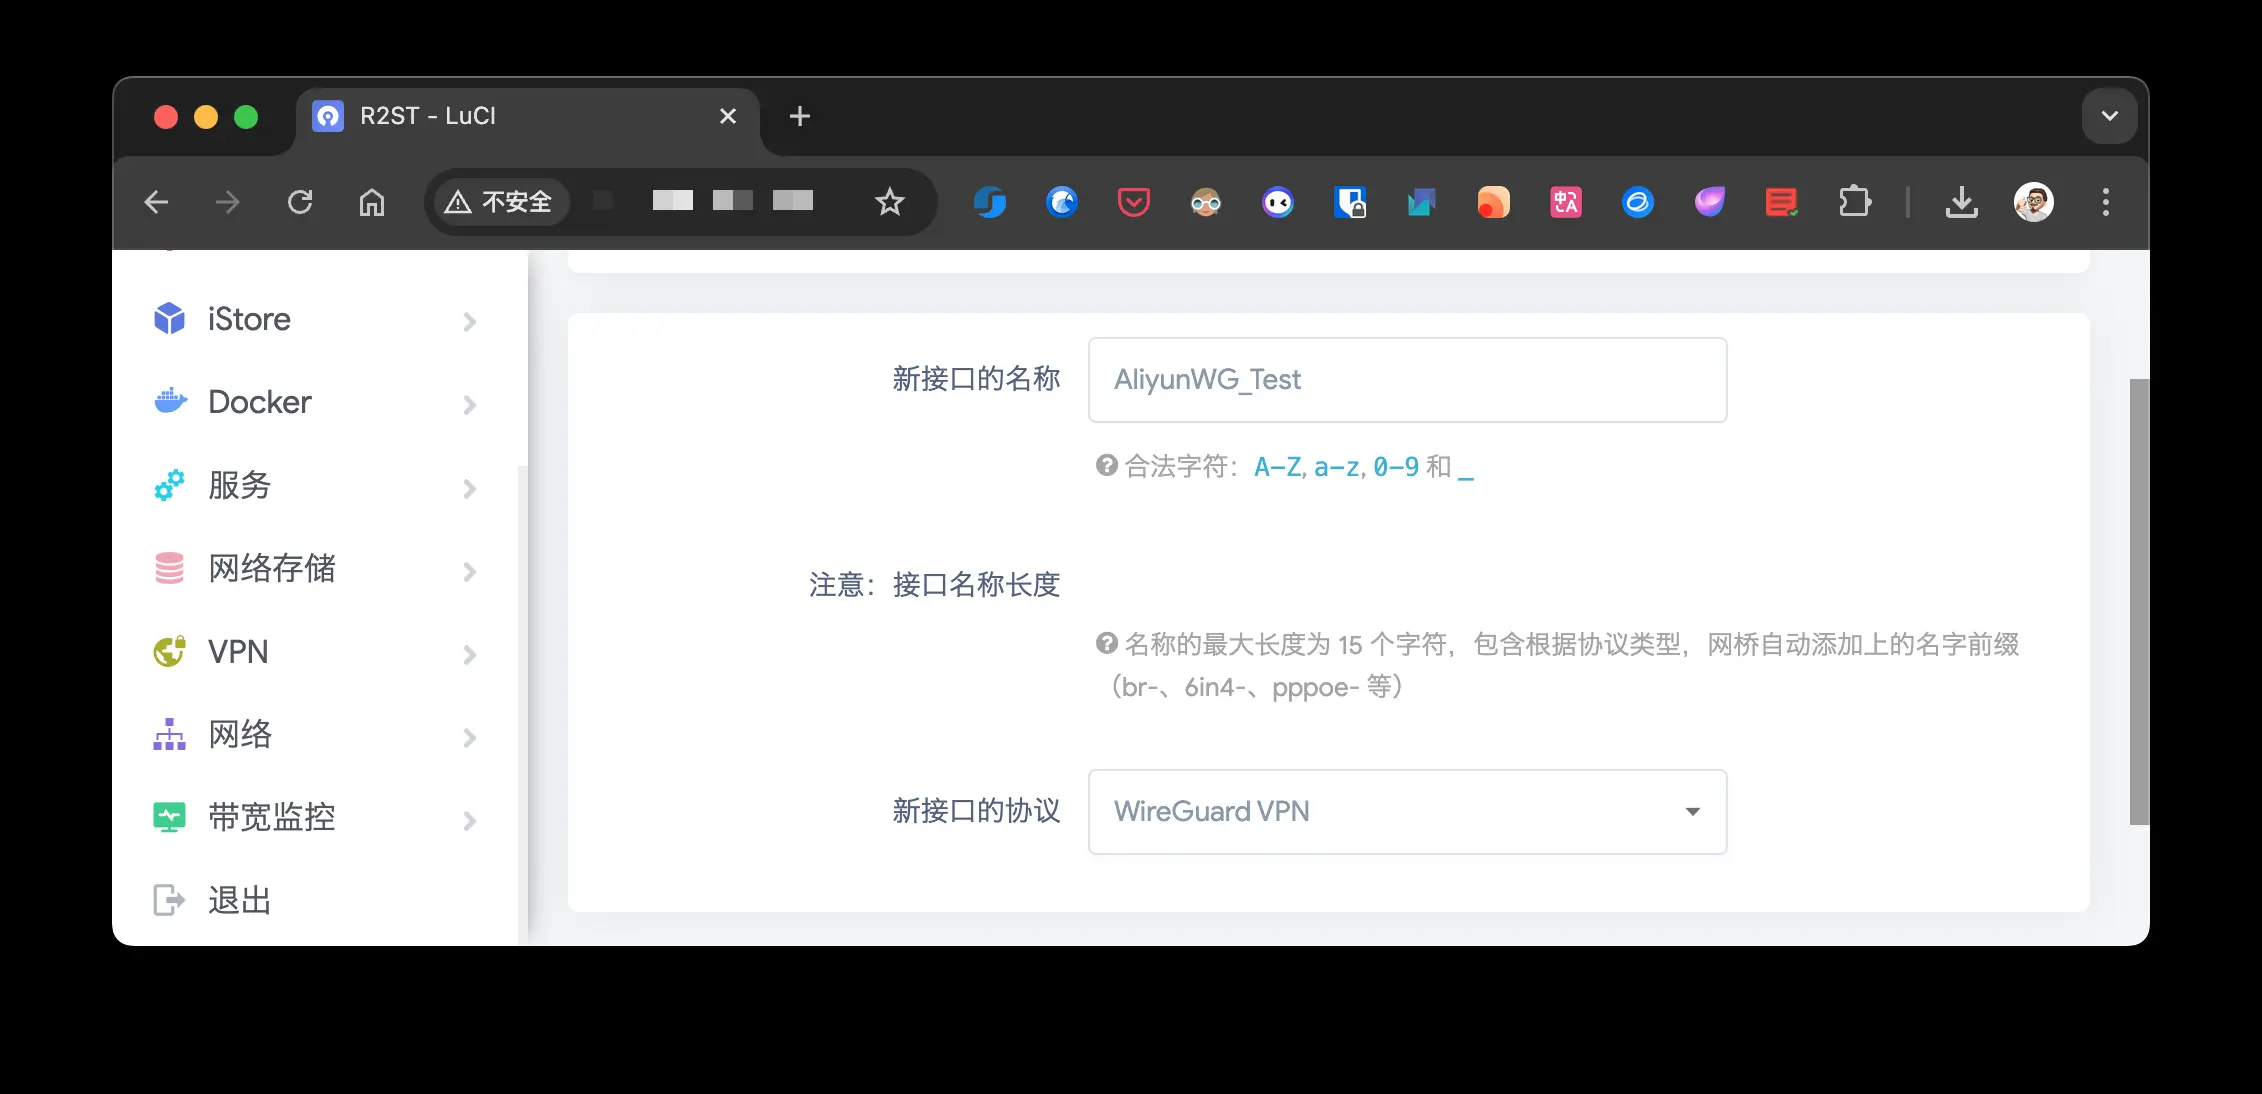 R2ST - LuCI
不安全
iStore
Docker
服务
网络存储
VPN
网络
带宽监控
退出
新接口的名称
AliyunWG_Test
合法字符：A-Z, a-z, 0-9 和 _
注意：接口名称长度
名称的最大长度为 15 个字符，包含根据协议类型，网桥自动添加上的名字前缀
（br-、6in4-、pppoe- 等）
新接口的协议
WireGuard VPN